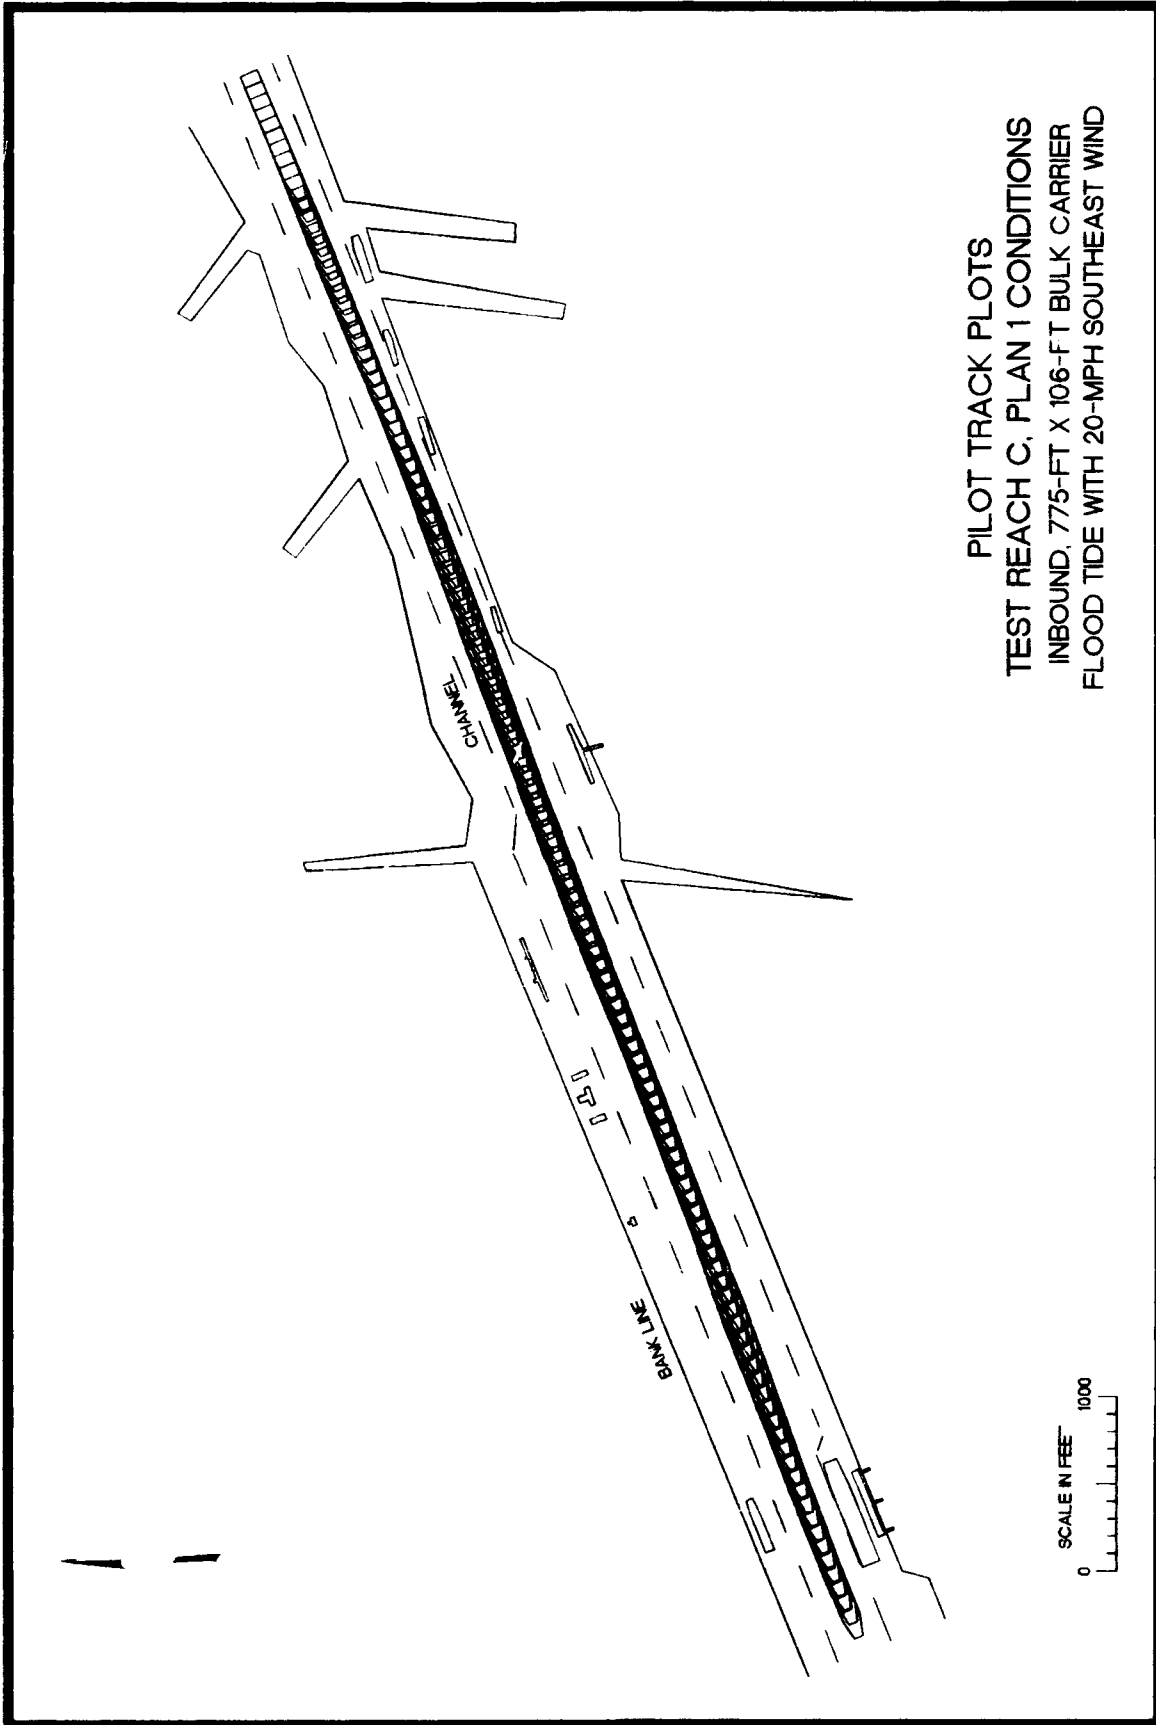 PILOT TRACK PLOTS
TEST REACH C, PLAN 1 CONDITIONS
INBOUND, 775-FT X 106-FT BULK CARRIER
FLOOD TIDE WITH 20-MPH SOUTHEAST WIND
CHANNEL
BANK LINE
SCALE IN FEET
0 1000